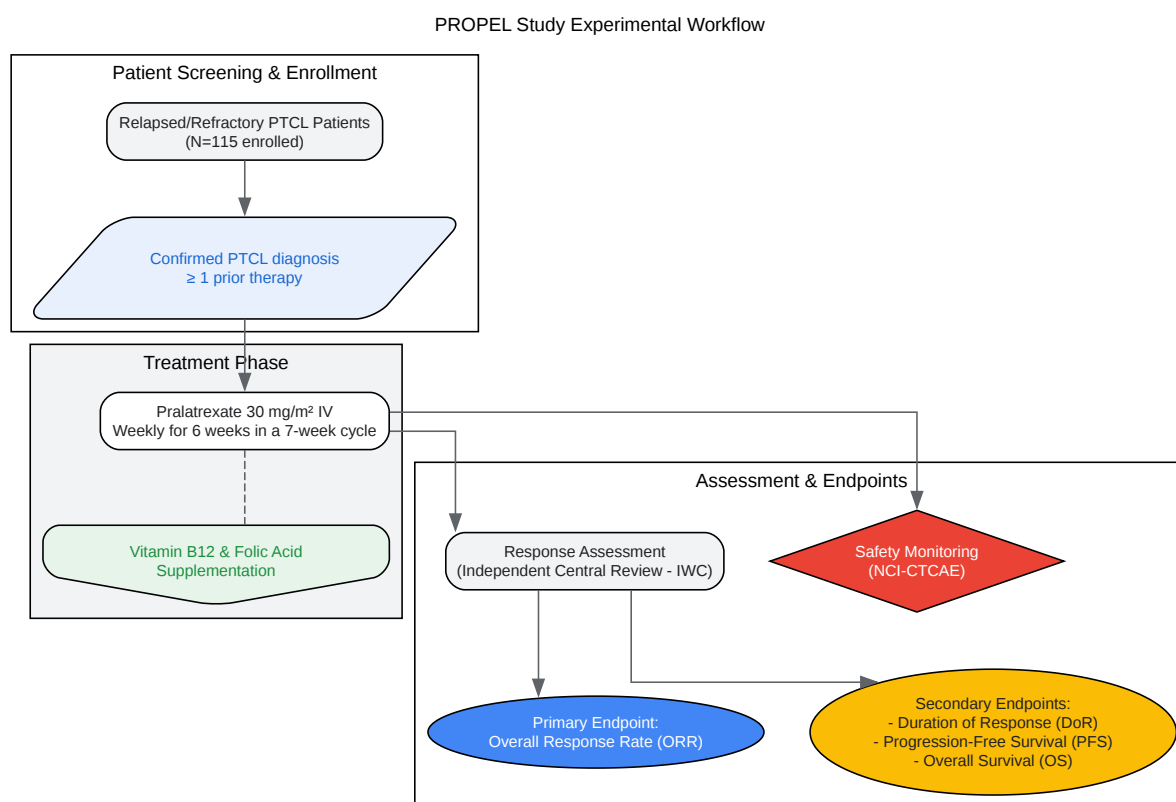 PROPEL Study Experimental Workflow
Patient Screening & Enrollment
Relapsed/Refractory PTCL Patients
(N=115 enrolled)
Confirmed PTCL diagnosis
≥ 1 prior therapy
Treatment Phase
Pralatrexate 30 mg/m² IV
Weekly for 6 weeks in a 7-week cycle
Vitamin B12 & Folic Acid
Supplementation
Assessment & Endpoints
Response Assessment
(Independent Central Review - IWC)
Safety Monitoring
(NCI-CTCAE)
Primary Endpoint:
Overall Response Rate (ORR)
Secondary Endpoints:
- Duration of Response (DoR)
- Progression-Free Survival (PFS)
- Overall Survival (OS)